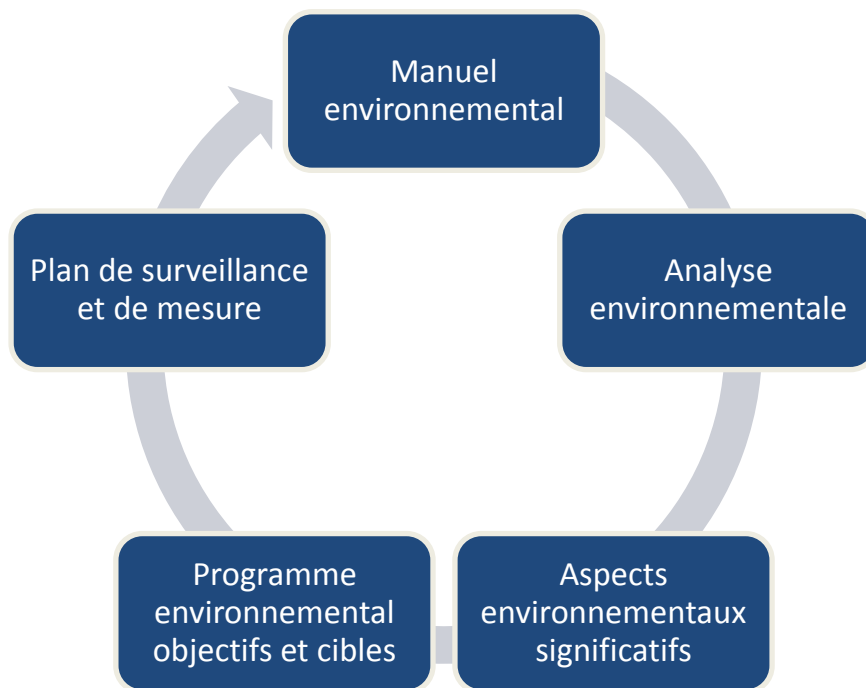 Manuel
environnemental
Analyse
environnementale
Aspects
environnementaux
significatifs
Programme
environnemental
objectifs et cibles
Plan de surveillance
et de mesure